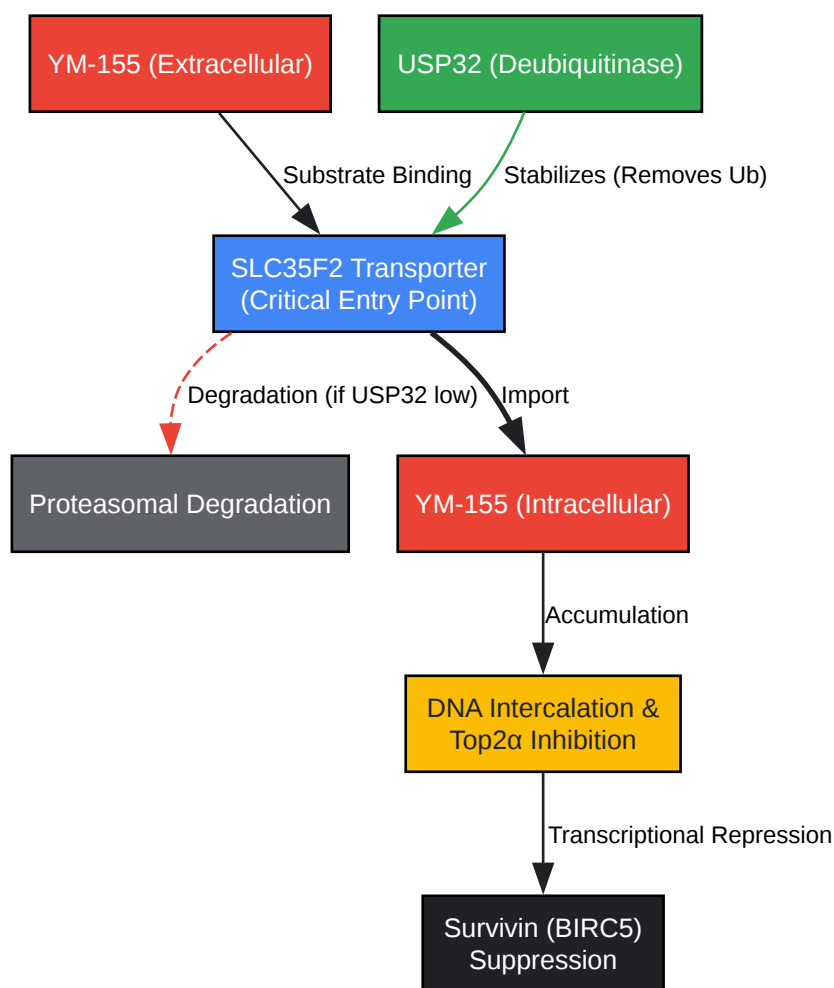 YM-155 (Extracellular)
USP32 (Deubiquitinase)
Substrate Binding
Stabilizes (Removes Ub)
SLC35F2 Transporter
(Critical Entry Point)
Degradation (if USP32 low)
Import
Proteasomal Degradation
YM-155 (Intracellular)
Accumulation
DNA Intercalation &
Top2α Inhibition
Transcriptional Repression
Survivin (BIRC5)
Suppression